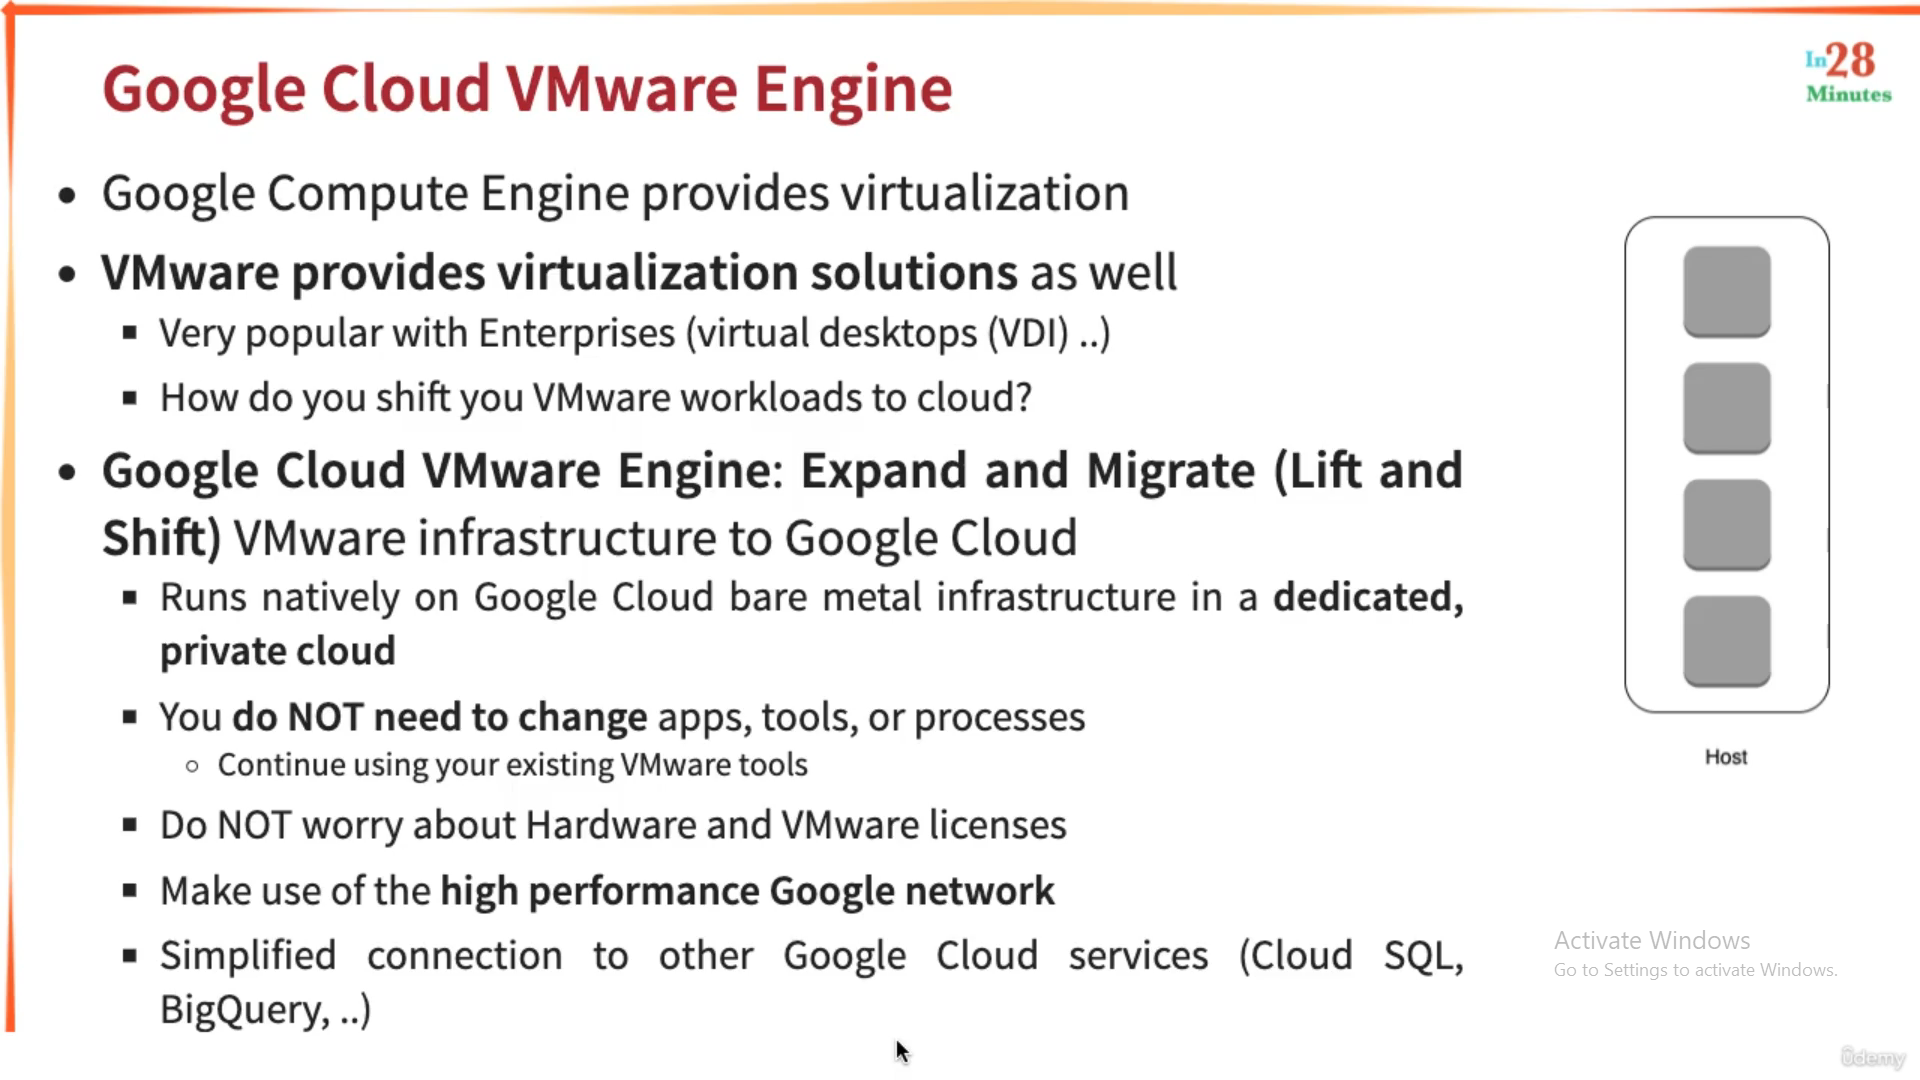 Google Cloud VMware Engine
In28
Minutes
• Google Compute Engine provides virtualization
• VMware provides virtualization solutions as well
▪ Very popular with Enterprises (virtual desktops (VDI) ..)
▪ How do you shift you VMware workloads to cloud?
• Google Cloud VMware Engine: Expand and Migrate (Lift and
Shift) VMware infrastructure to Google Cloud
▪ Runs natively on Google Cloud bare metal infrastructure in a dedicated,
private cloud
▪ You do NOT need to change apps, tools, or processes
○ Continue using your existing VMware tools
▪ Do NOT worry about Hardware and VMware licenses
▪ Make use of the high performance Google network
▪ Simplified connection to other Google Cloud services (Cloud SQL,
BigQuery, ..)
Host
Activate Windows
Go to Settings to activate Windows.
ûdemy